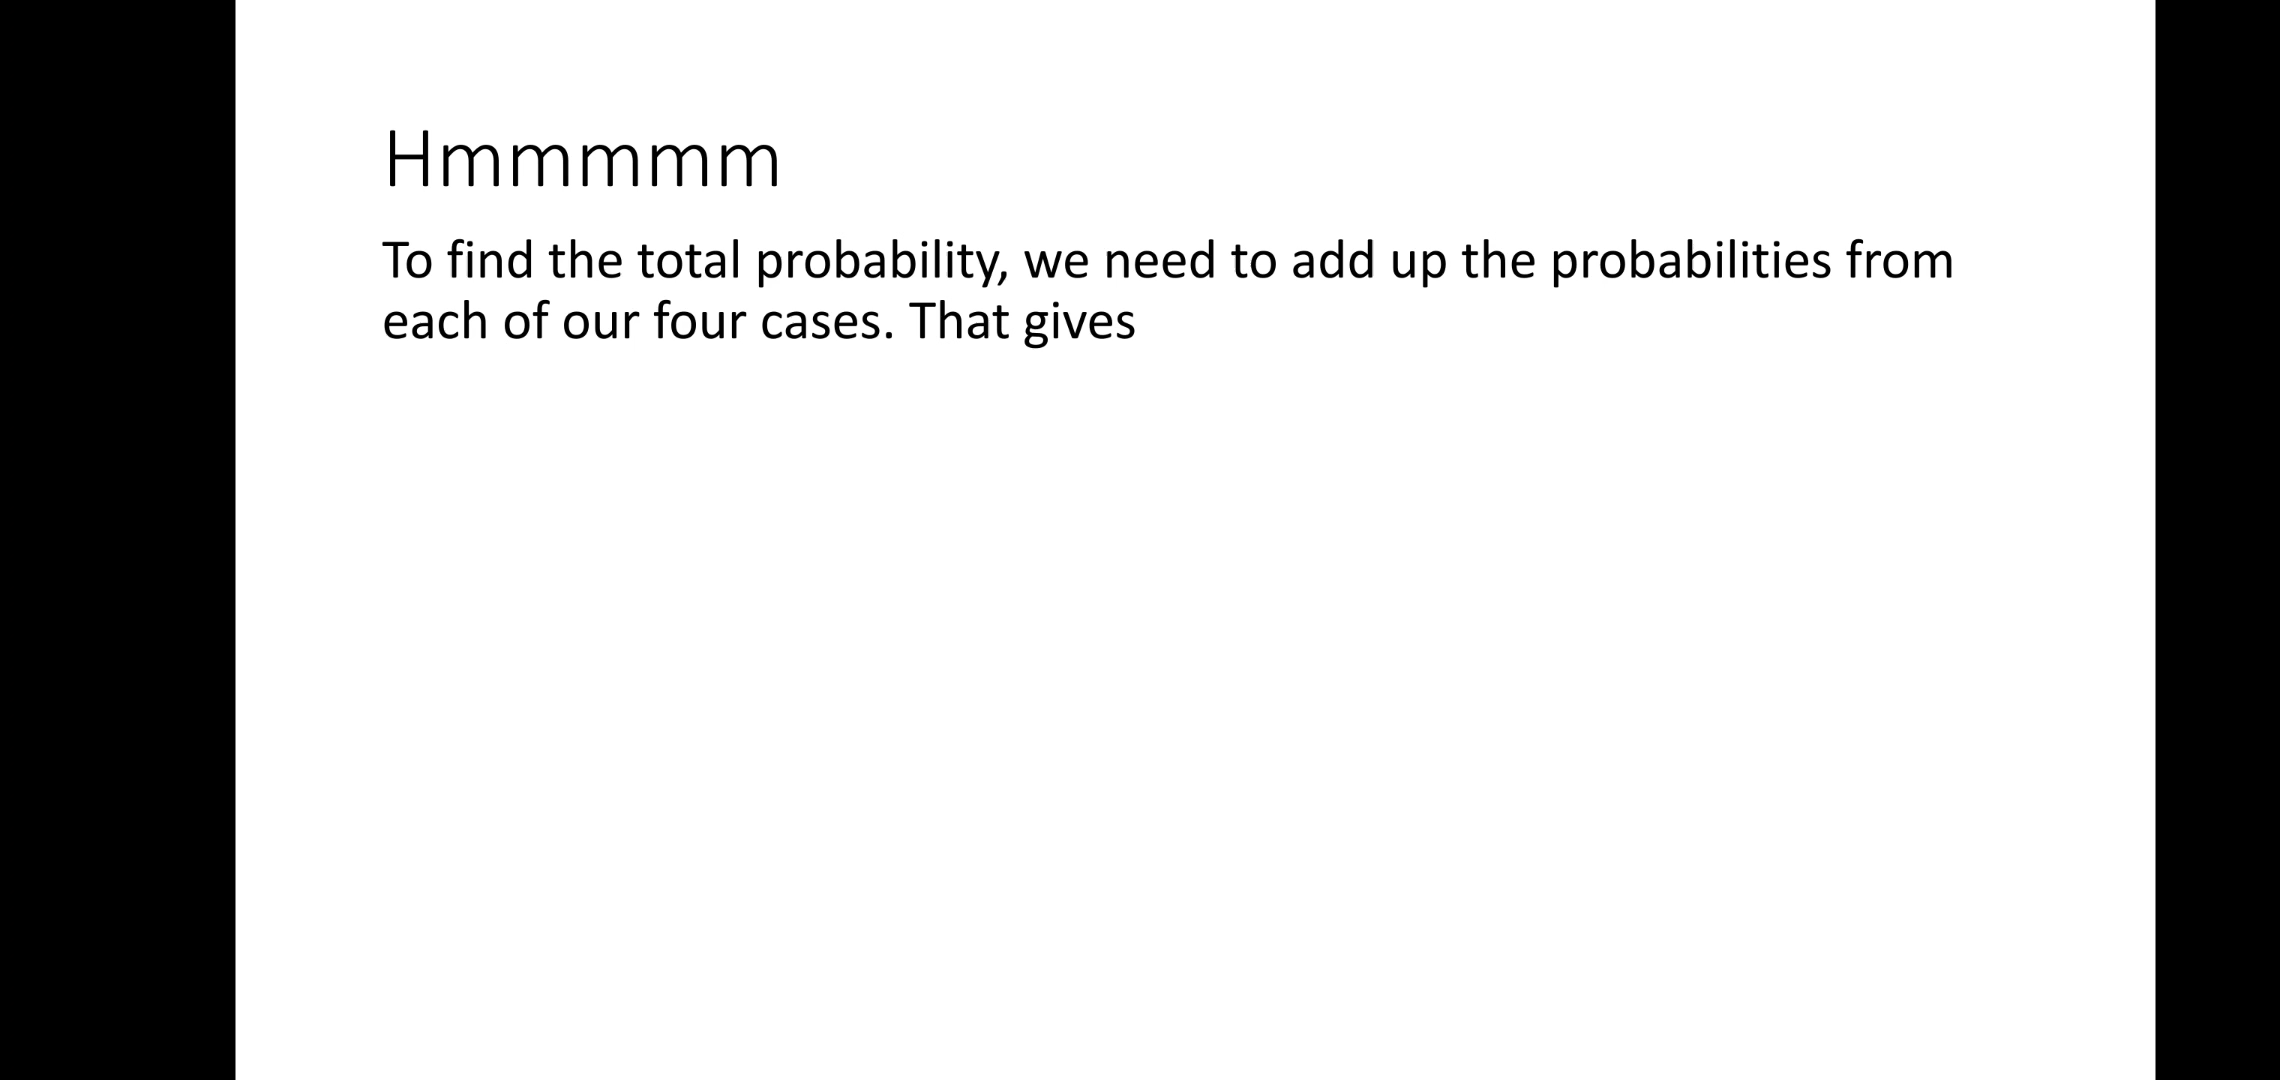 Hmmmmm
To find the total probability, we need to add up the probabilities from
each of our four cases. That gives